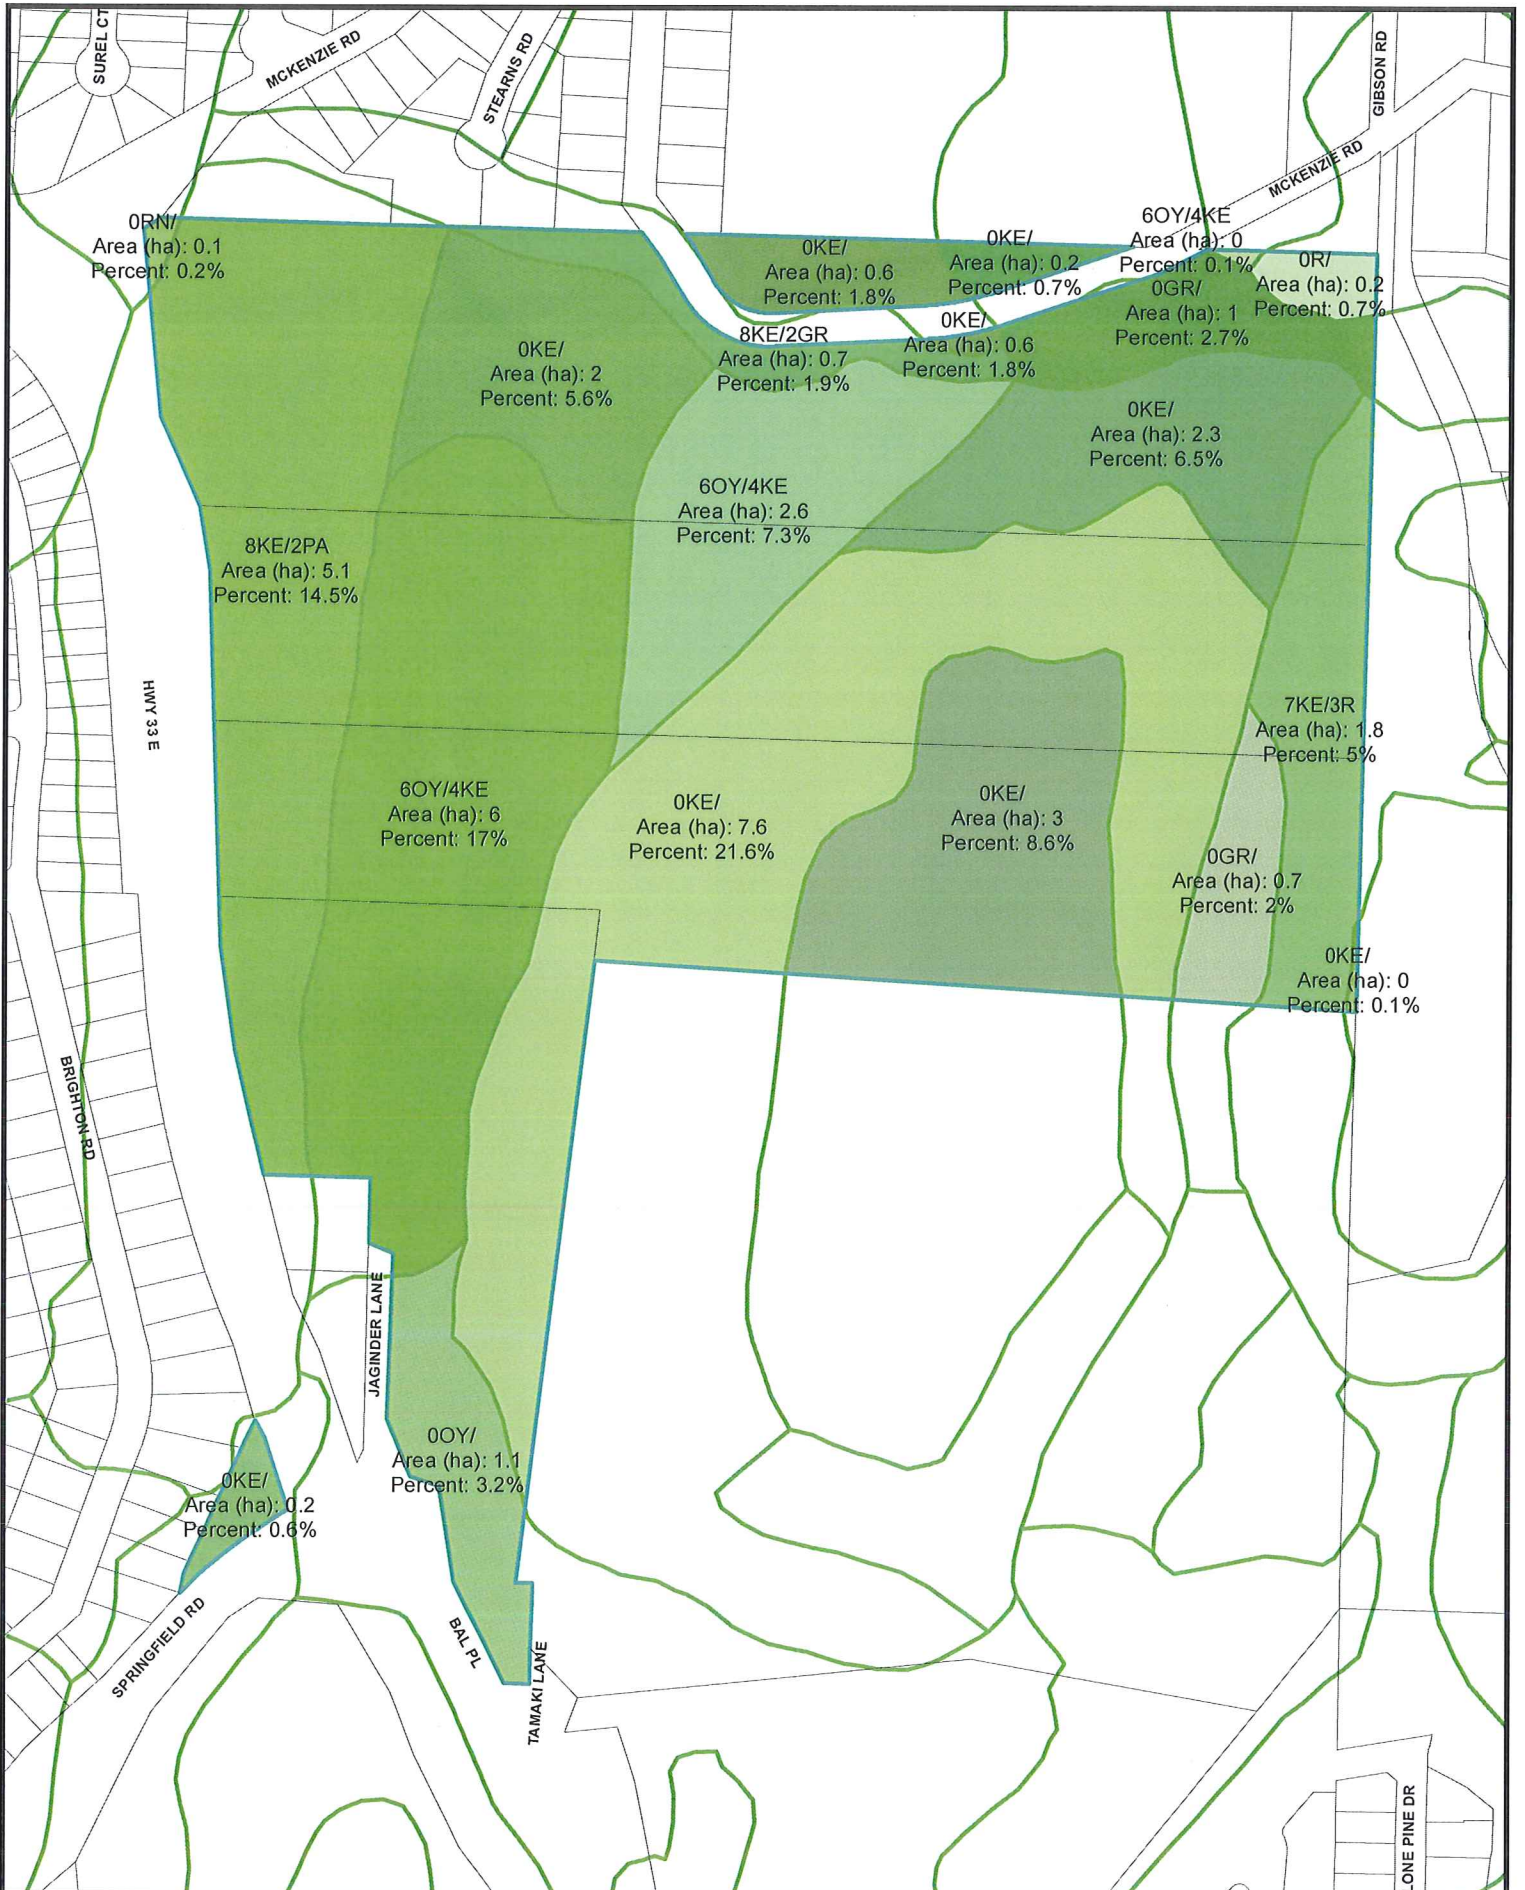 SUREL CT
MCKENZIE RD
STEARNS RD
GIBSON RD
MCKENZIE RD
0RN/
Area (ha): 0.1
Percent: 0.2%
0KE/
Area (ha): 0.6
Percent: 1.8%
0KE/
Area (ha): 0.2
Percent: 0.7%
6OY/4KE
Area (ha): 0
Percent: 0.1%
0R/
Area (ha): 0.2
Percent: 0.7%
0GR/
Area (ha): 1
Percent: 2.7%
0KE/
Area (ha): 2
Percent: 5.6%
8KE/2GR
Area (ha): 0.7
Percent: 1.9%
0KE/
Area (ha): 0.6
Percent: 1.8%
0KE/
Area (ha): 2.3
Percent: 6.5%
6OY/4KE
Area (ha): 2.6
Percent: 7.3%
8KE/2PA
Area (ha): 5.1
Percent: 14.5%
HWY 33 E
7KE/3R
Area (ha): 1.8
Percent: 5%
6OY/4KE
Area (ha): 6
Percent: 17%
0KE/
Area (ha): 7.6
Percent: 21.6%
0KE/
Area (ha): 3
Percent: 8.6%
0GR/
Area (ha): 0.7
Percent: 2%
0KE/
Area (ha): 0
Percent: 0.1%
BRIGHTON RD
JAGINDER LANE
0OY/
Area (ha): 1.1
Percent: 3.2%
0KE/
Area (ha): 0.2
Percent: 0.6%
SPRINGFIELD RD
BAL PL
TAMAKI LANE
LONE PINE DR